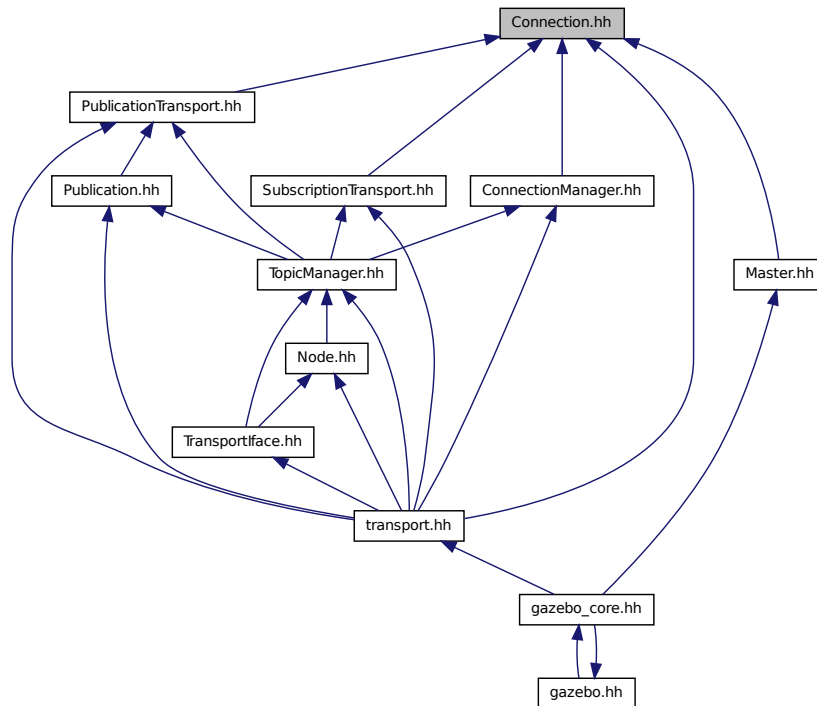 Connection.hh
PublicationTransport.hh
Publication.hh
SubscriptionTransport.hh
ConnectionManager.hh
TopicManager.hh
Master.hh
Node.hh
TransportIface.hh
transport.hh
gazebo_core.hh
gazebo.hh